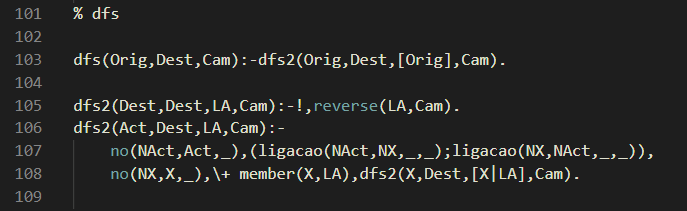 101 % dfs
102
103 dfs(Orig,Dest,Cam):-dfs2(Orig,Dest,[Orig],Cam).
104
105 dfs2(Dest,Dest,LA,Cam):-!,reverse(LA,Cam).
106 dfs2(Act,Dest,LA,Cam):-
107 no(NAct,Act,_),(ligacao(NAct,NX,_,_);ligacao(NX,NAct,_,_)),
108 no(NX,X,_),\+ member(X,LA),dfs2(X,Dest,[X|LA],Cam).
109